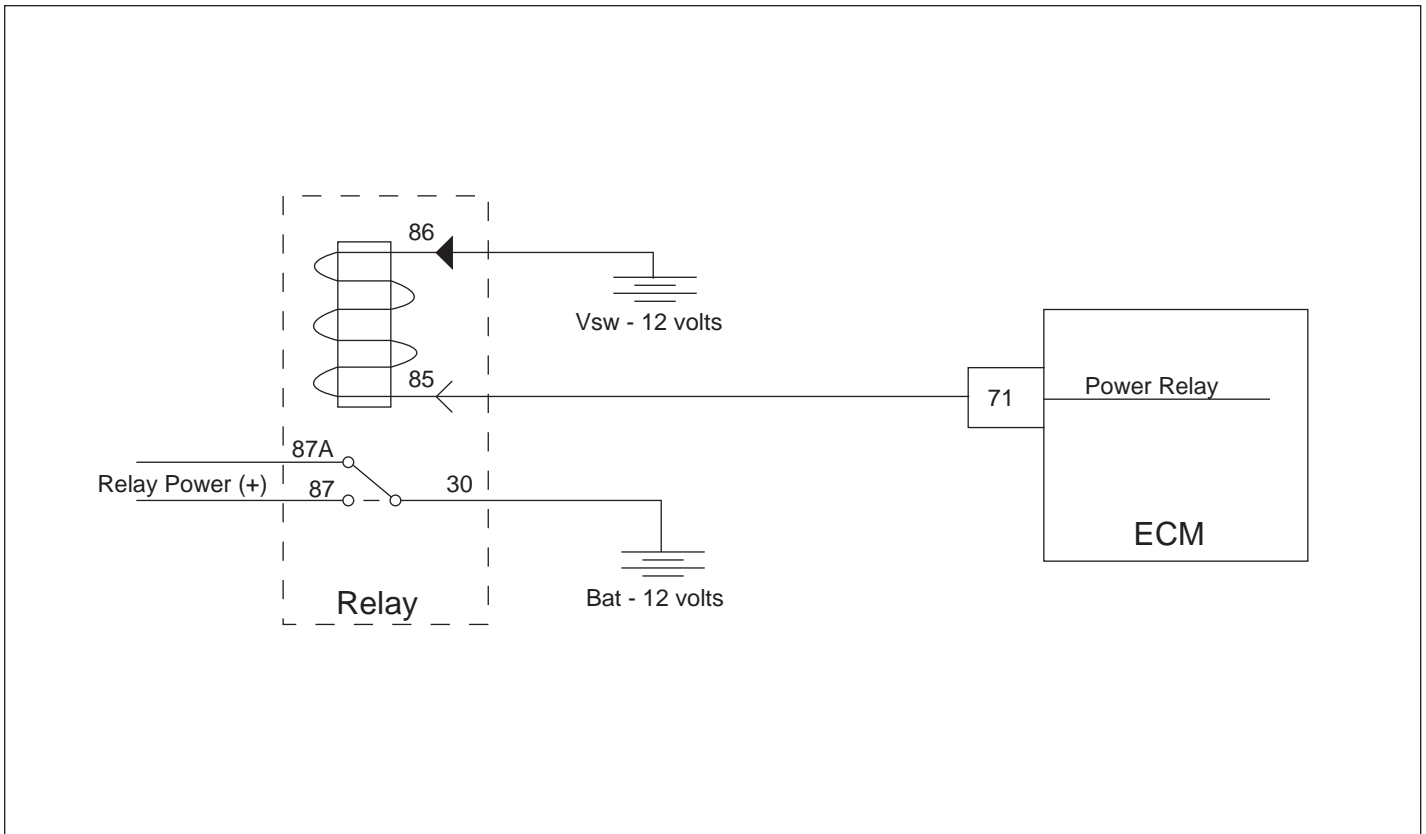 86
Vsw - 12 volts
85
71
Power Relay
87A
Relay Power (+)
87
30
ECM
Bat - 12 volts
Relay